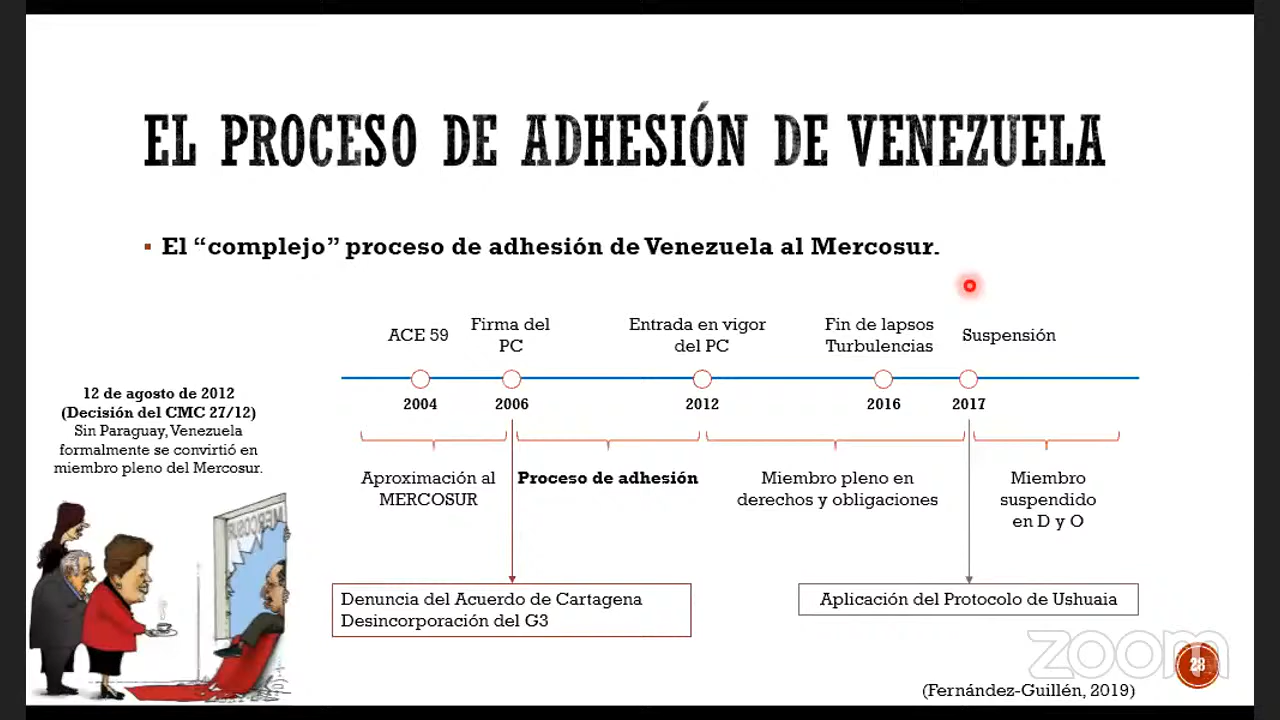 EL PROCESO DE ADHESIÓN DE VENEZUELA
▪ El “complejo” proceso de adhesión de Venezuela al Mercosur.
ACE 59
Firma del
PC
Entrada en vigor
del PC
Fin de lapsos
Turbulencias
Suspensión
2004
2006
2012
2016
2017
12 de agosto de 2012
(Decisión del CMC 27/12)
Sin Paraguay, Venezuela
formalmente se convirtió en
miembro pleno del Mercosur.
Aproximación al
MERCOSUR
Proceso de adhesión
Miembro pleno en
derechos y obligaciones
Miembro
suspendido
en D y O
MERCOSUR
Denuncia del Acuerdo de Cartagena
Desincorporación del G3
Aplicación del Protocolo de Ushuaia
zoom
28
(Fernández-Guillén, 2019)